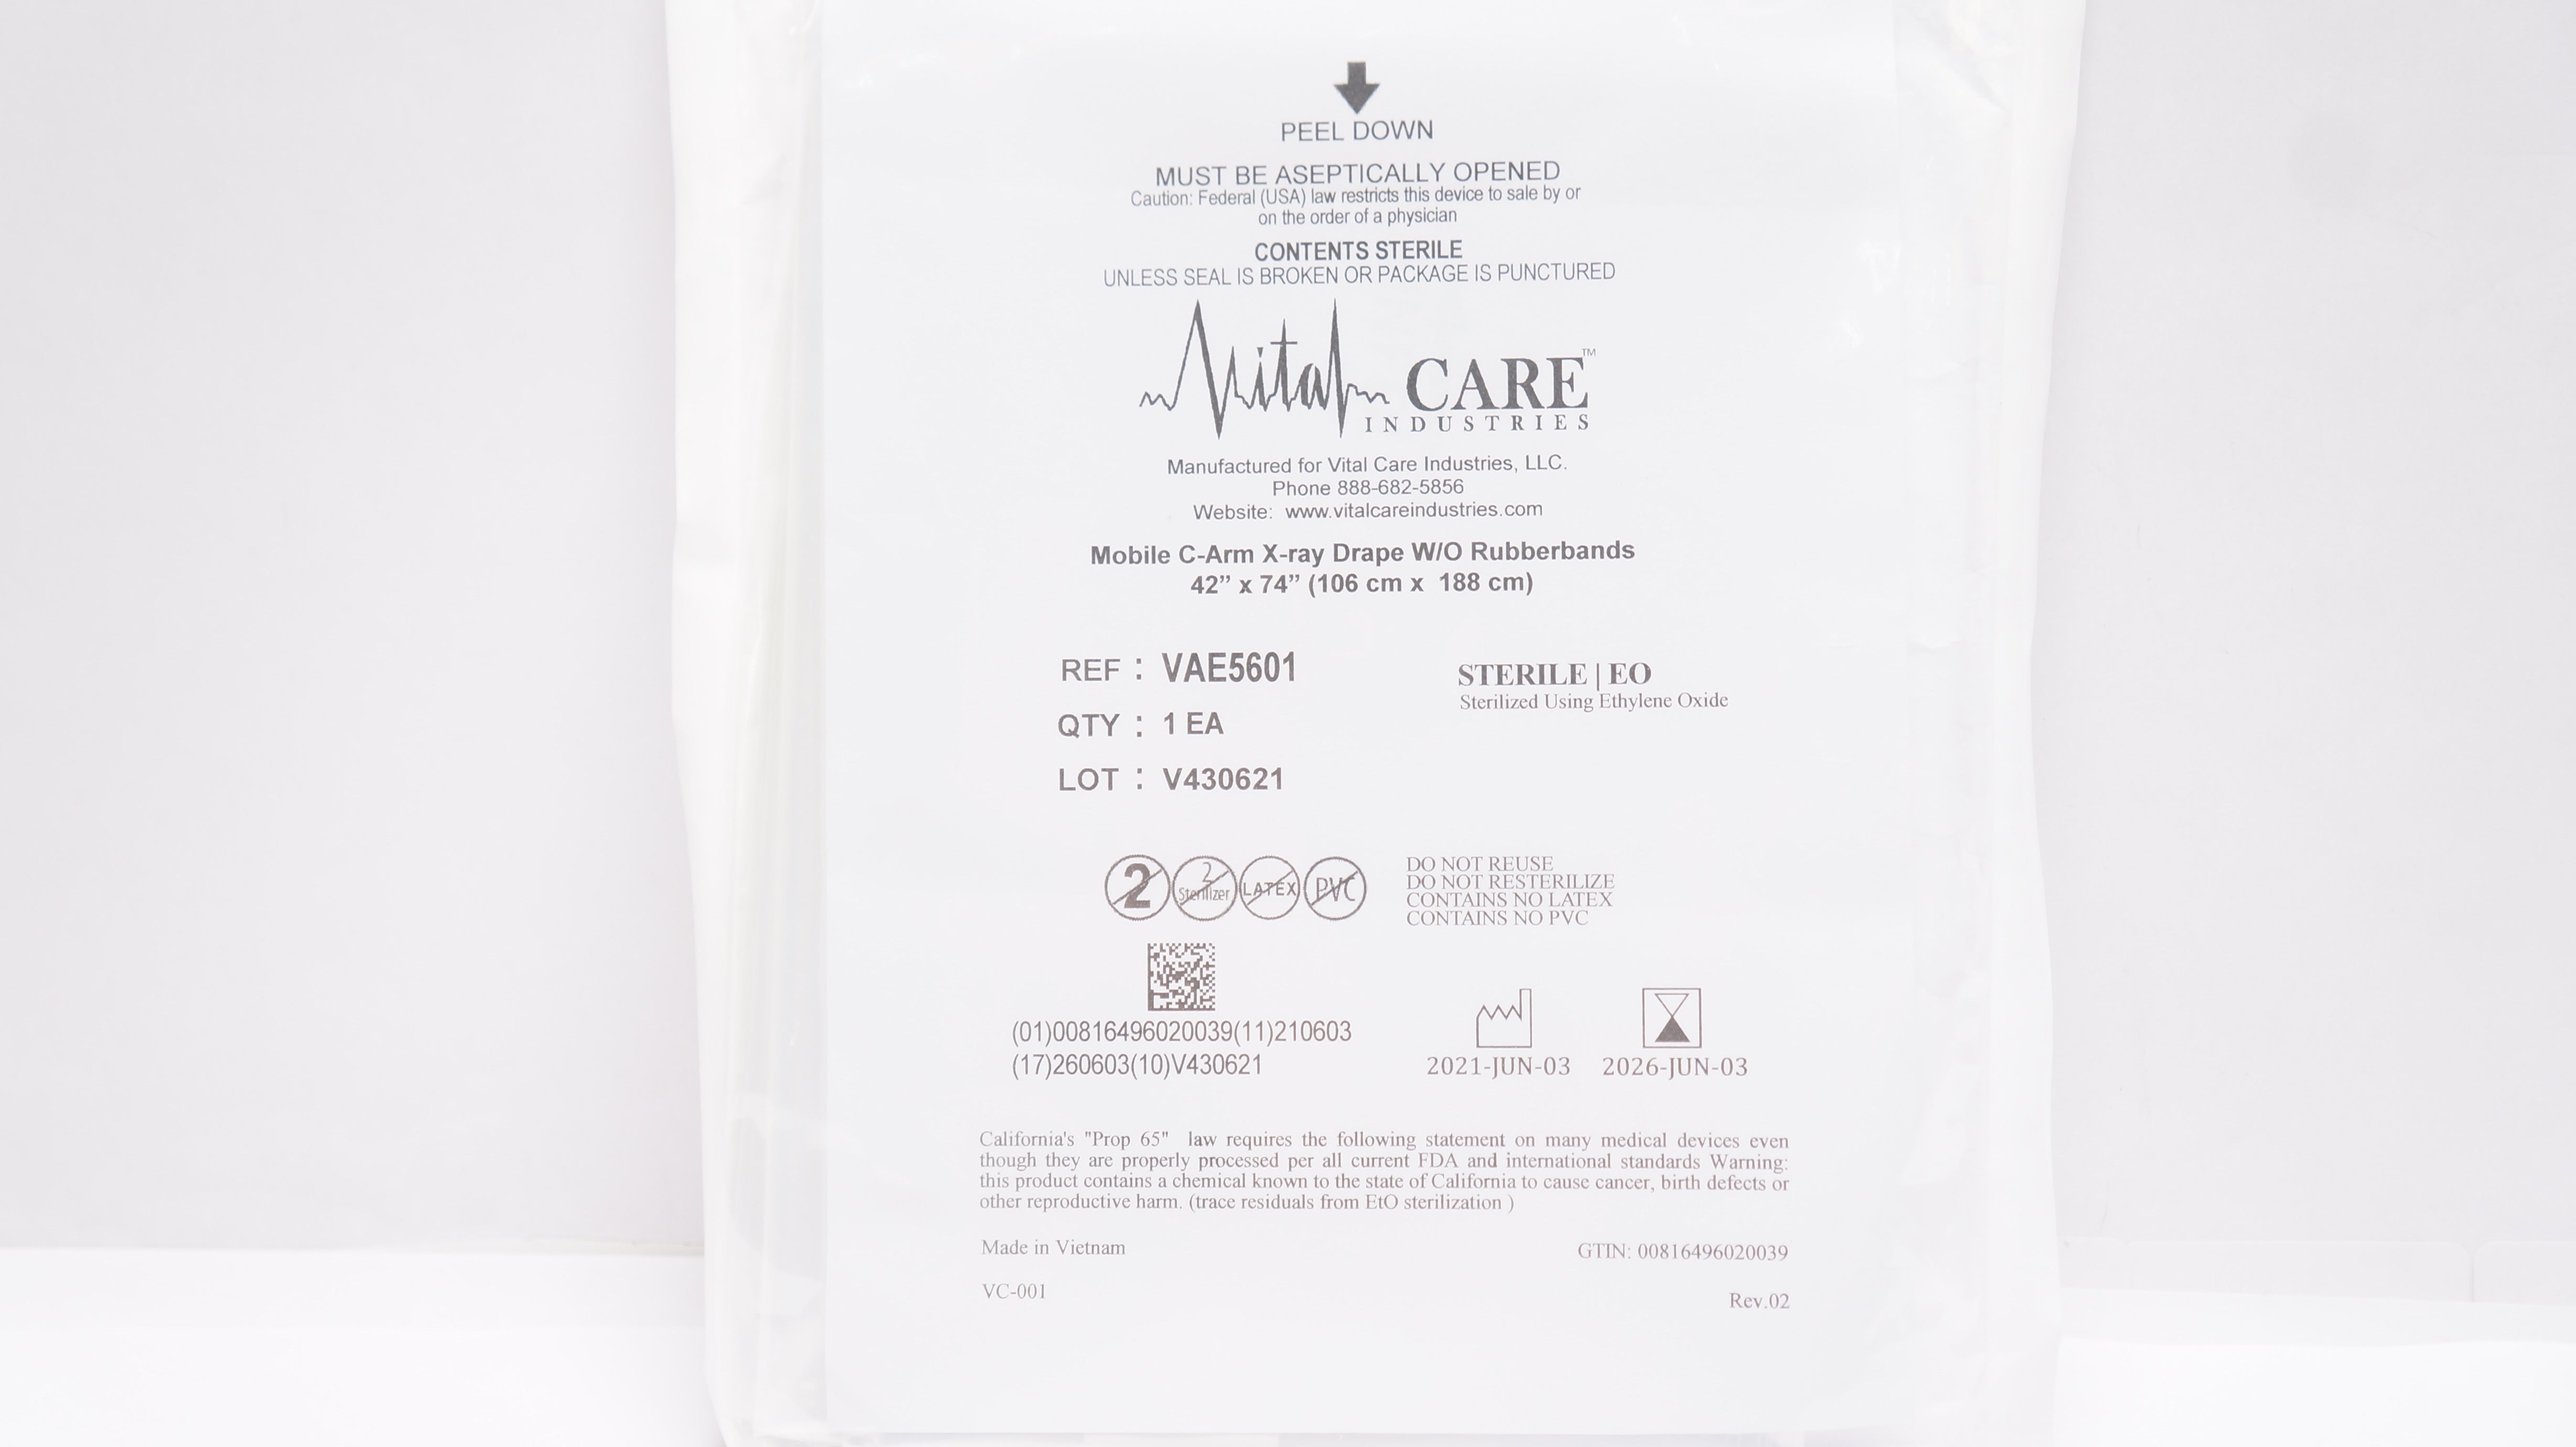 PEEL DOWN
MUST BE ASEPTICALLY OPENED
Caution: Federal (USA) law restricts this device to sale by or
on the order of a physician
CONTENTS STERILE
UNLESS SEAL IS BROKEN OR PACKAGE IS PUNCTURED
Vital CARE™
INDUSTRIES
Manufactured for Vital Care Industries, LLC.
Phone 888-682-5856
Website: www.vitalcareindustries.com
Mobile C-Arm X-ray Drape W/O Rubberbands
42” x 74” (106 cm x 188 cm)
REF : VAE5601
STERILE | EO
Sterilized Using Ethylene Oxide
QTY : 1 EA
LOT : V430621
2
2 Sterilizer
LATEX
PVC
DO NOT REUSE
DO NOT RESTERILIZE
CONTAINS NO LATEX
CONTAINS NO PVC
(01)00816496020039(11)210603
(17)260603(10)V430621
2021-JUN-03
2026-JUN-03
California's "Prop 65" law requires the following statement on many medical devices even
though they are properly processed per all current FDA and international standards Warning:
this product contains a chemical known to the state of California to cause cancer, birth defects or
other reproductive harm. (trace residuals from EtO sterilization )
Made in Vietnam
GTIN: 00816496020039
VC-001
Rev.02